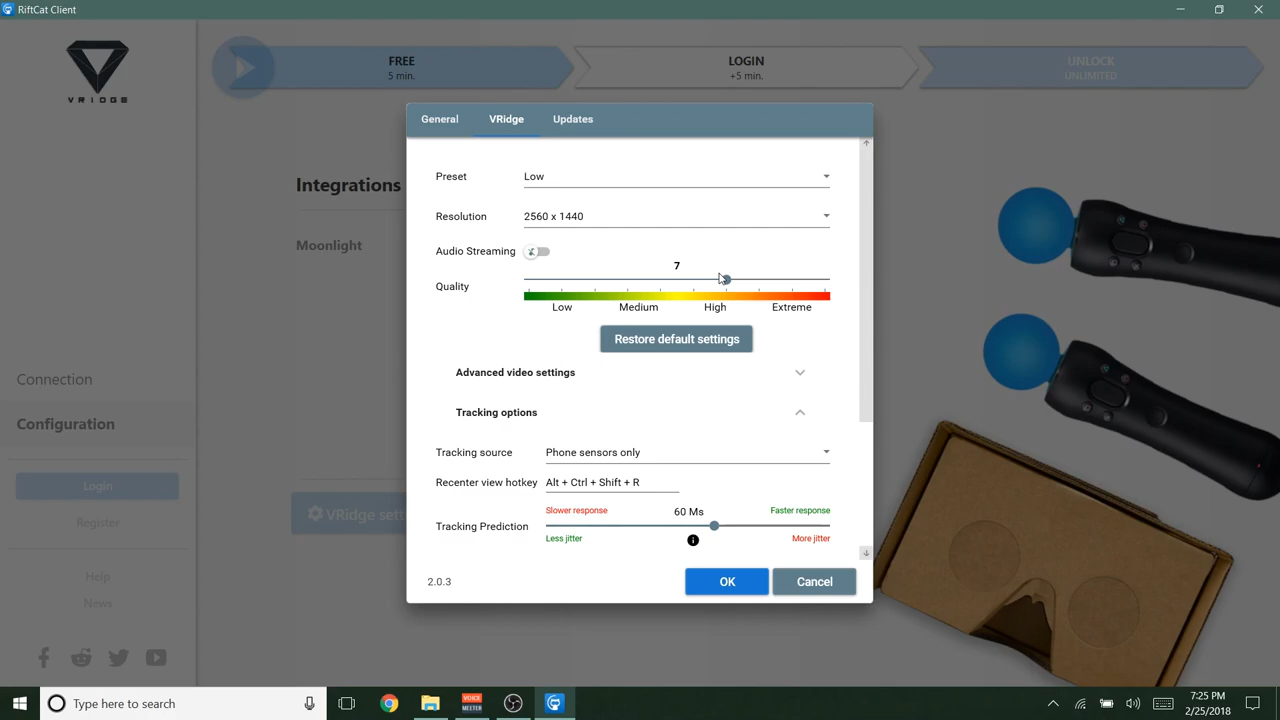 RiftCat Client
VRIDGE
FREE
5 min.
LOGIN
+5 min.
UNLOCK
UNLIMITED
General
VRidge
Updates
Integrations
Moonlight
Preset
Low
Resolution
2560 x 1440
Audio Streaming
7
Quality
Low
Medium
High
Extreme
Restore default settings
Advanced video settings
Tracking options
Tracking source
Phone sensors only
Recenter view hotkey
Alt + Ctrl + Shift + R
Slower response
60 Ms
Faster response
Tracking Prediction
Less jitter
More jitter
2.0.3
OK
Cancel
Connection
Configuration
Login
Register
VRidge sett
Help
News
Type here to search
VOICE
MEETER
7:25 PM
2/25/2018